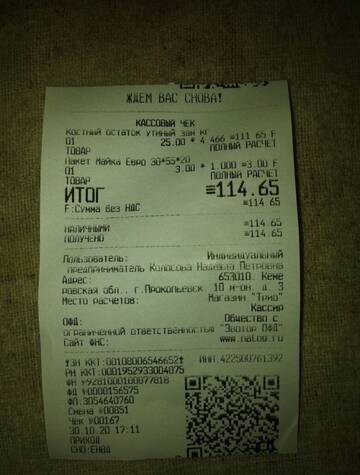 ЖДЕМ ВАС СНОВА!
КАССОВЫЙ ЧЕК
Костный остаток утиный зам кг
01 25.00 * 4.466 =111.65 F
ТОВАР ПОЛНЫЙ РАСЧЕТ
Пакет Майка Евро 30*55*20
01 3.00 * 1.000 =3.00 F
ТОВАР ПОЛНЫЙ РАСЧЕТ
ИТОГ =114.65
F:Сумма без НДС =114.65
НАЛИЧНЫМИ =114.65
ПОЛУЧЕНО =114.65
Пользователь: Индивидуальный
предприниматель Колосова Надежда Петровна
Адрес: 653010, Кеме
ровская обл., г.Прокопьевск, 10 м-он, д. 3
Место расчетов: Магазин "Трио"
Кассир
ОФД: Общество с
ограниченной ответственностью "Эвотор ОФД"
Сайт ФНС: www.nalog.ru
ЗН ККТ:00108006546652 ИНН:422500761392
РН ККТ:0001952933004075
ФН №9281000100077818
ФД №0000156575
ФП:3054640760
Смена №00851
Чек №00167
30.10.20 17:11
ПРИХОД
СНО:ЕНВД